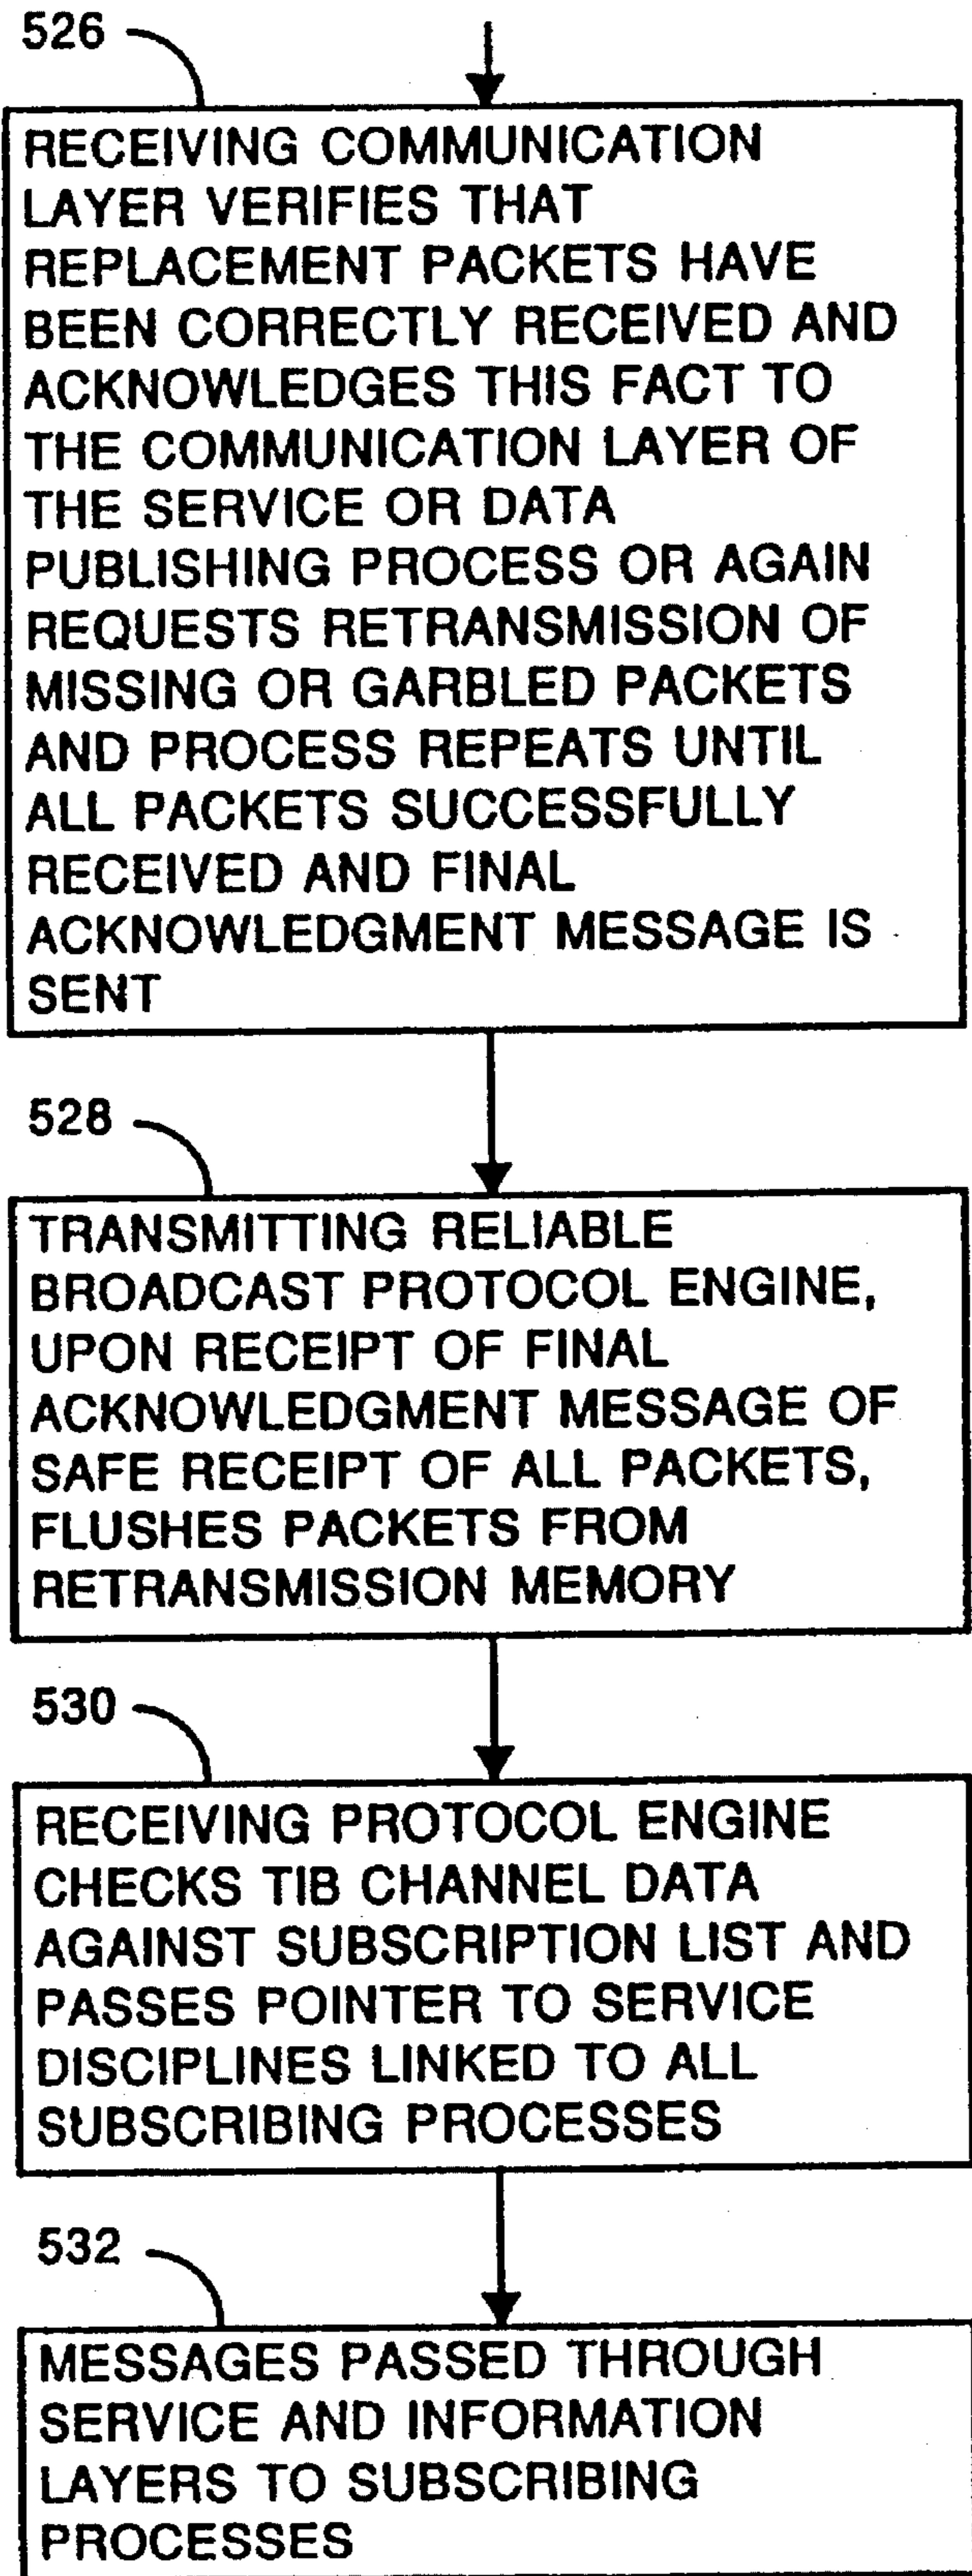 526
RECEIVING COMMUNICATION
LAYER VERIFIES THAT
REPLACEMENT PACKETS HAVE
BEEN CORRECTLY RECEIVED AND
ACKNOWLEDGES THIS FACT TO
THE COMMUNICATION LAYER OF
THE SERVICE OR DATA
PUBLISHING PROCESS OR AGAIN
REQUESTS RETRANSMISSION OF
MISSING OR GARBLED PACKETS
AND PROCESS REPEATS UNTIL
ALL PACKETS SUCCESSFULLY
RECEIVED AND FINAL
ACKNOWLEDGMENT MESSAGE IS
SENT
528
TRANSMITTING RELIABLE
BROADCAST PROTOCOL ENGINE,
UPON RECEIPT OF FINAL
ACKNOWLEDGMENT MESSAGE OF
SAFE RECEIPT OF ALL PACKETS,
FLUSHES PACKETS FROM
RETRANSMISSION MEMORY
530
RECEIVING PROTOCOL ENGINE
CHECKS TIB CHANNEL DATA
AGAINST SUBSCRIPTION LIST AND
PASSES POINTER TO SERVICE
DISCIPLINES LINKED TO ALL
SUBSCRIBING PROCESSES
532
MESSAGES PASSED THROUGH
SERVICE AND INFORMATION
LAYERS TO SUBSCRIBING
PROCESSES